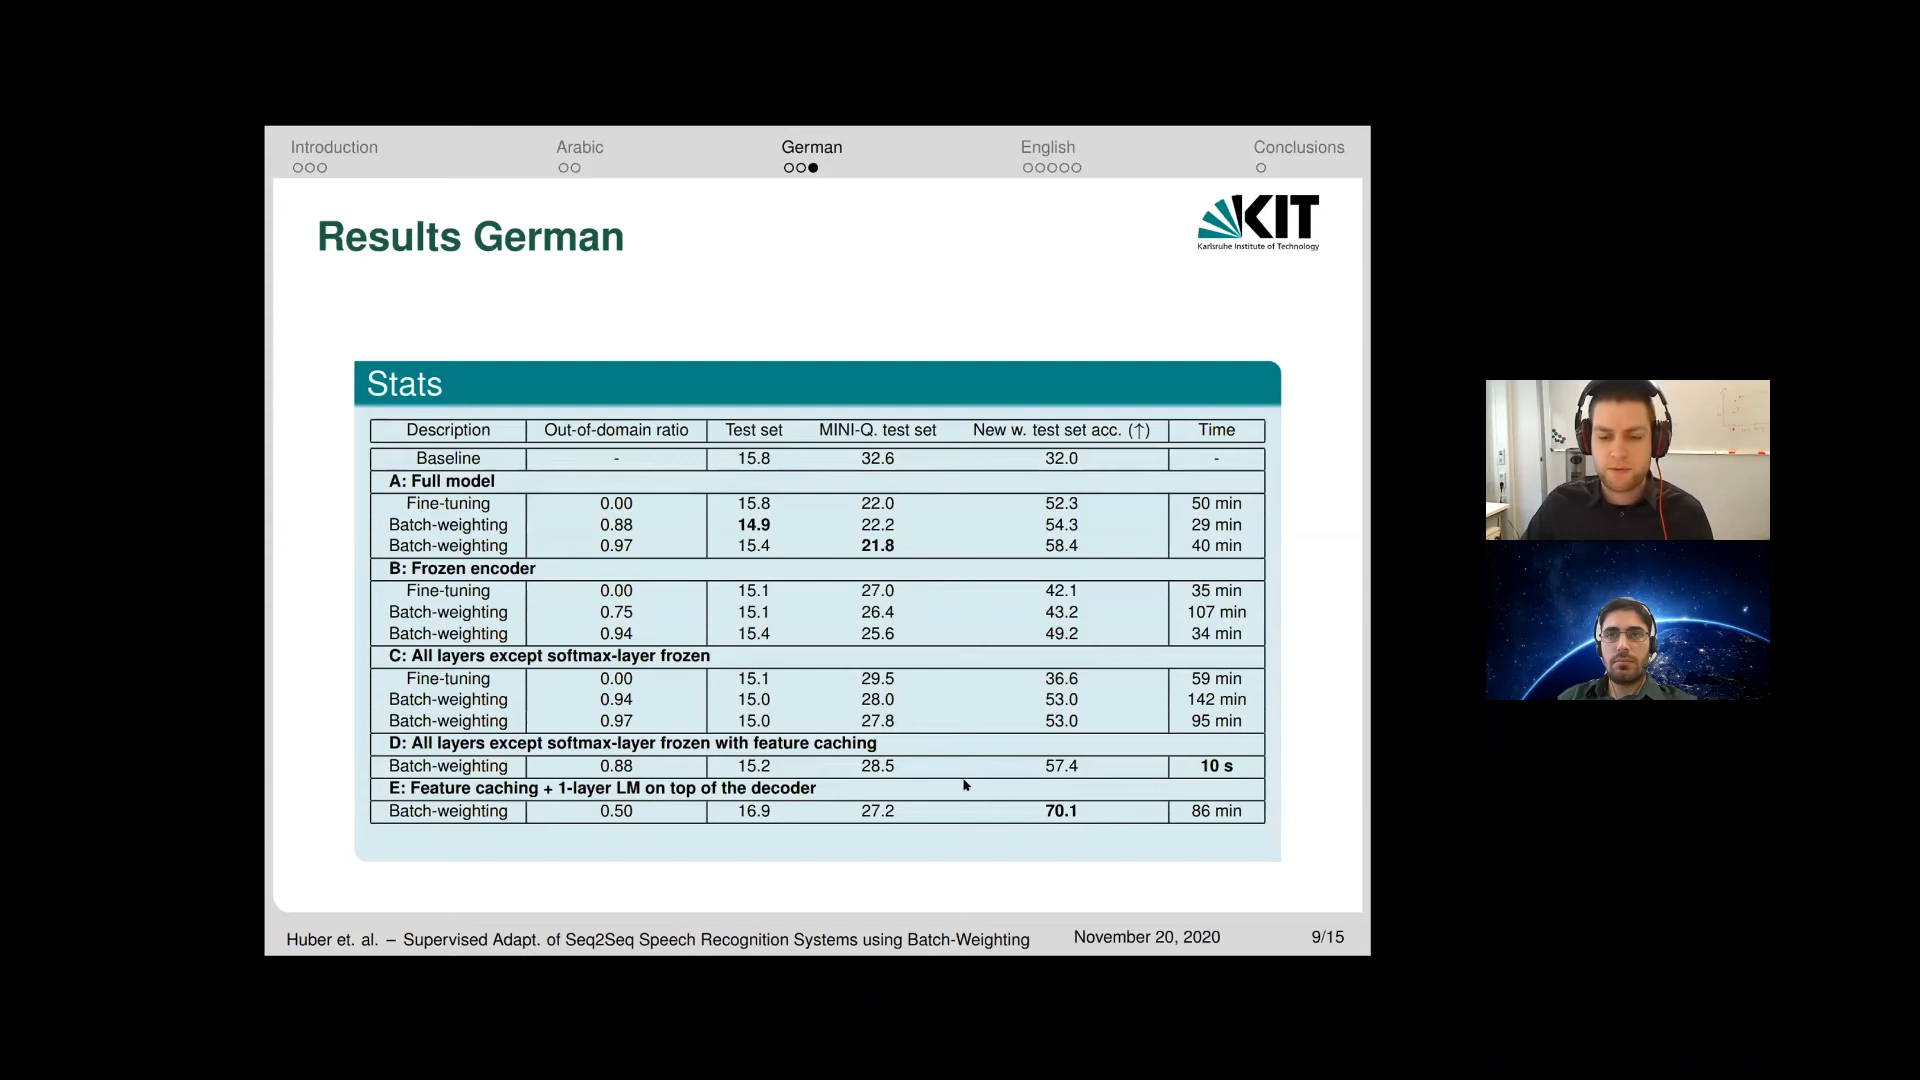 Introduction Arabic German English Conclusions
KIT
Karlsruhe Institute of Technology
Results German
Stats
Description Out-of-domain ratio Test set MINI-Q. test set New w. test set acc. (↑) Time
Baseline - 15.8 32.6 32.0 -
A: Full model
Fine-tuning 0.00 15.8 22.0 52.3 50 min
Batch-weighting 0.88 14.9 22.2 54.3 29 min
Batch-weighting 0.97 15.4 21.8 58.4 40 min
B: Frozen encoder
Fine-tuning 0.00 15.1 27.0 42.1 35 min
Batch-weighting 0.75 15.1 26.4 43.2 107 min
Batch-weighting 0.94 15.4 25.6 49.2 34 min
C: All layers except softmax-layer frozen
Fine-tuning 0.00 15.1 29.5 36.6 59 min
Batch-weighting 0.94 15.0 28.0 53.0 142 min
Batch-weighting 0.97 15.0 27.8 53.0 95 min
D: All layers except softmax-layer frozen with feature caching
Batch-weighting 0.88 15.2 28.5 57.4 10 s
E: Feature caching + 1-layer LM on top of the decoder
Batch-weighting 0.50 16.9 27.2 70.1 86 min
Huber et. al. – Supervised Adapt. of Seq2Seq Speech Recognition Systems using Batch-Weighting November 20, 2020 9/15